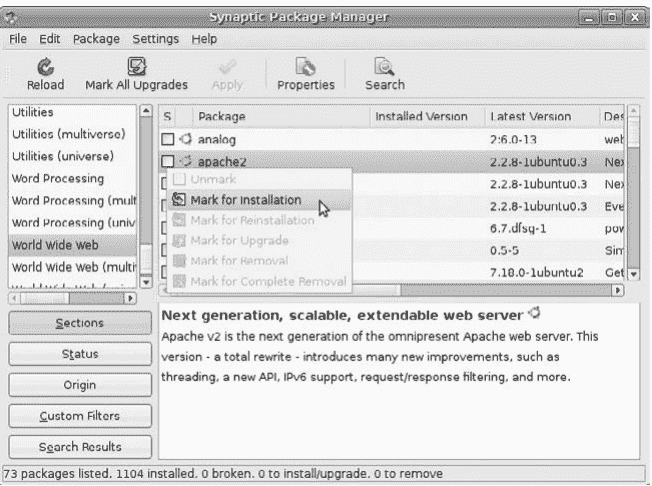 Synaptic Package Manager
File Edit Package Settings Help
Reload Mark All Upgrades Apply Properties Search
Utilities
Utilities (multiverse)
Utilities (universe)
Word Processing
Word Processing (mult
Word Processing (univ
World Wide Web
World Wide Web (multi
S Package Installed Version Latest Version Des
analog 2:6.0-13 web
apache2 2.2.8-1ubuntu0.3 Nex
2.2.8-1ubuntu0.3 Nex
2.2.8-1ubuntu0.3 Eve
6.7.dfsg-1 pow
0.5-5 Sim
7.18.0-1ubuntu2 Get
Unmark
Mark for Installation
Mark for Reinstallation
Mark for Upgrade
Mark for Removal
Mark for Complete Removal
Sections
Status
Origin
Custom Filters
Search Results
Next generation, scalable, extendable web server
Apache v2 is the next generation of the omnipresent Apache web server. This
version - a total rewrite - introduces many new improvements, such as
threading, a new API, IPv6 support, request/response filtering, and more.
73 packages listed, 1104 installed, 0 broken. 0 to install/upgrade, 0 to remove